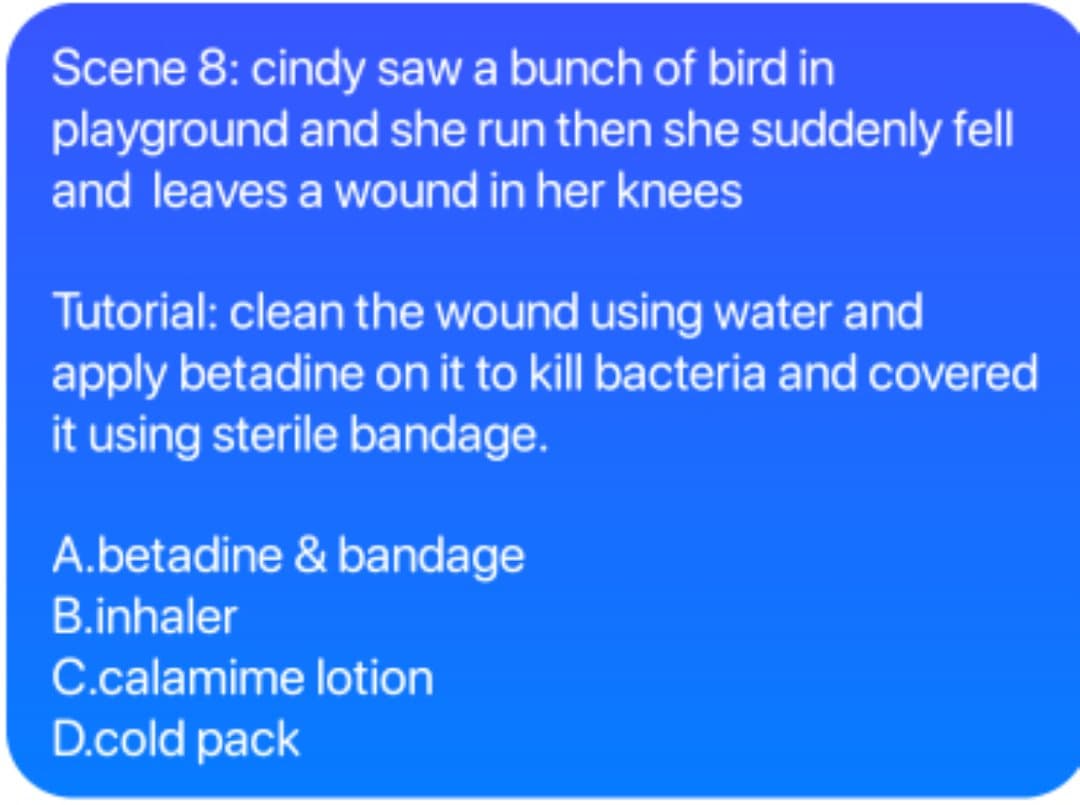 Scene 8: cindy saw a bunch of bird in
playground and she run then she suddenly fell
and  leaves a wound in her knees
Tutorial: clean the wound using water and
apply betadine on it to kill bacteria and covered
it using sterile bandage.
A.betadine & bandage
B.inhaler
C.calamime lotion
D.cold pack